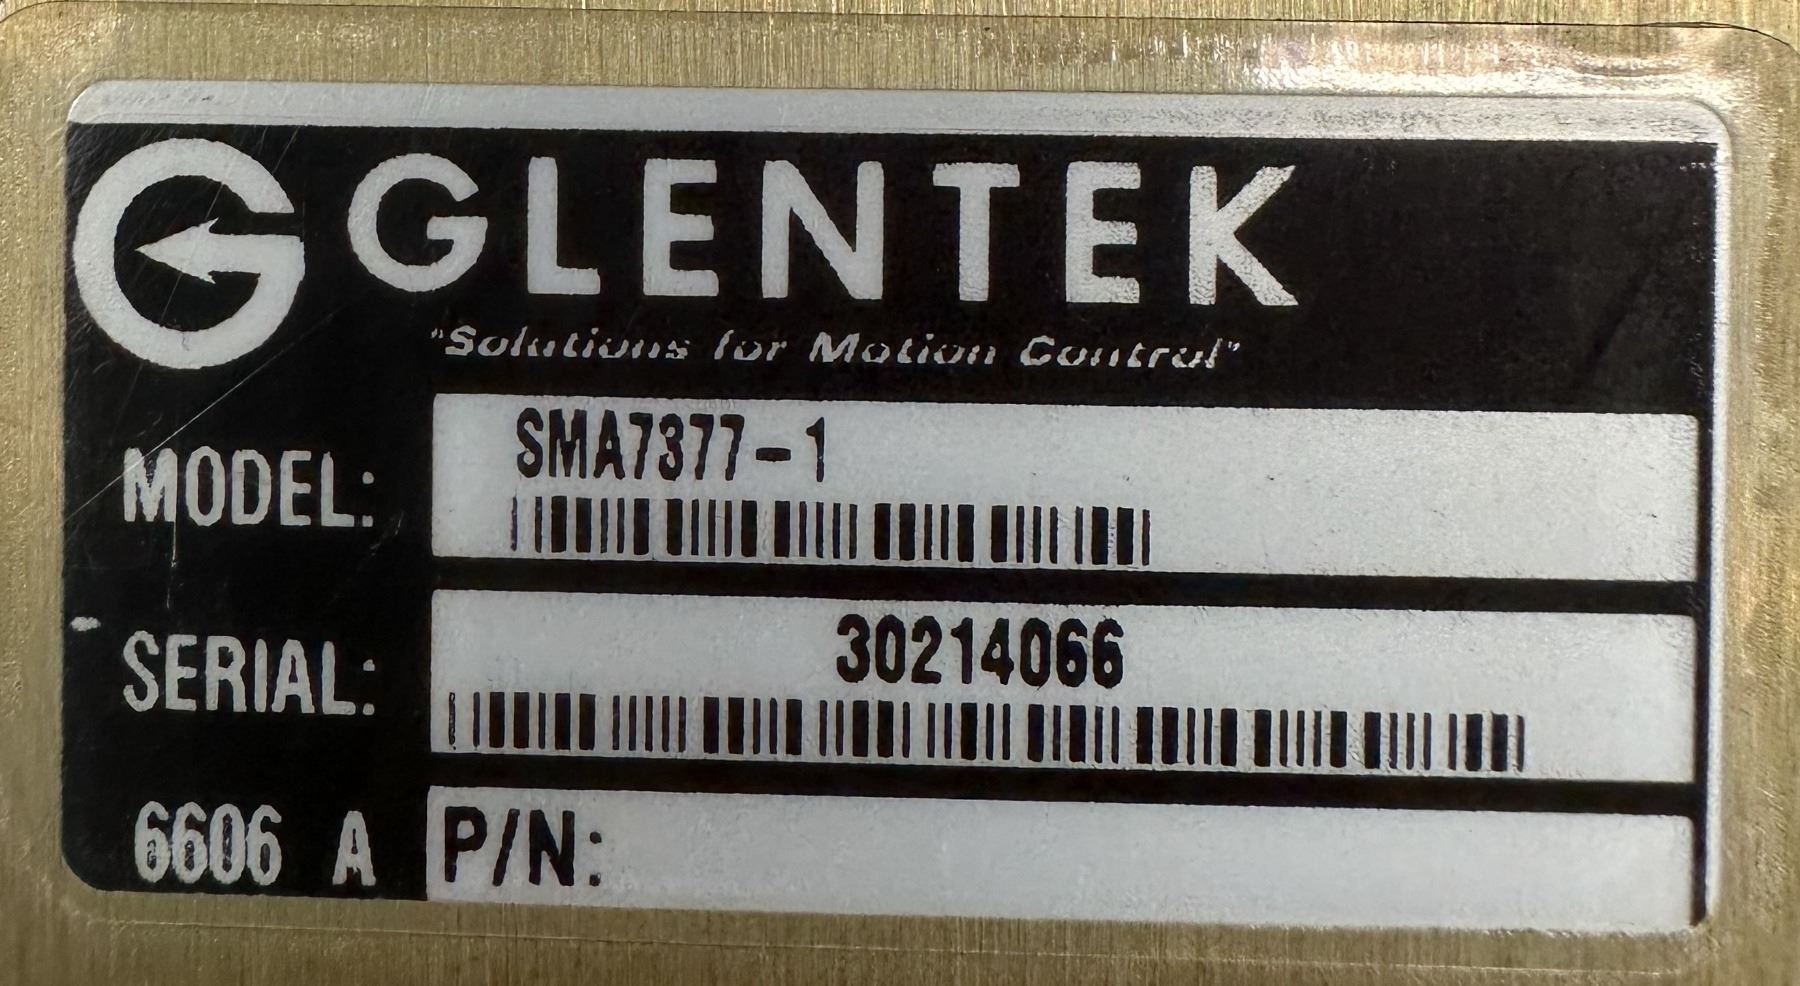 GLENTEK
"Solutions for Motion Control"
MODEL: SMA7377-1
SERIAL: 30214066
6606 A P/N: